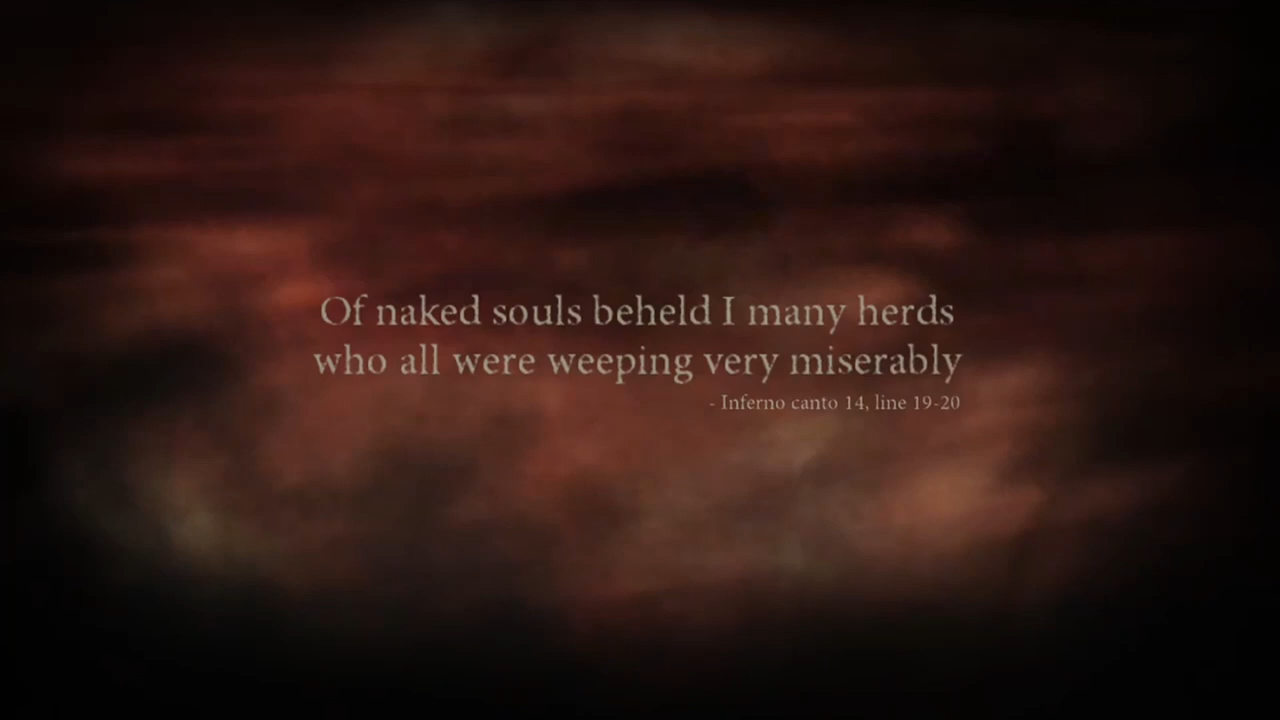 Of naked souls beheld I many herds
who all were weeping very miserably
- Inferno canto 14, line 19-20